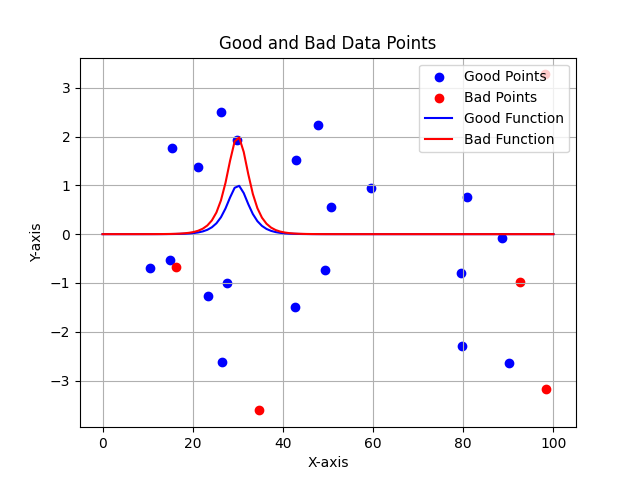 Good and Bad Data Points
Good Points
Bad Points
Good Function
Bad Function
3
2
1
0
−1
−2
−3
Y-axis
0 20 40 60 80 100
X-axis